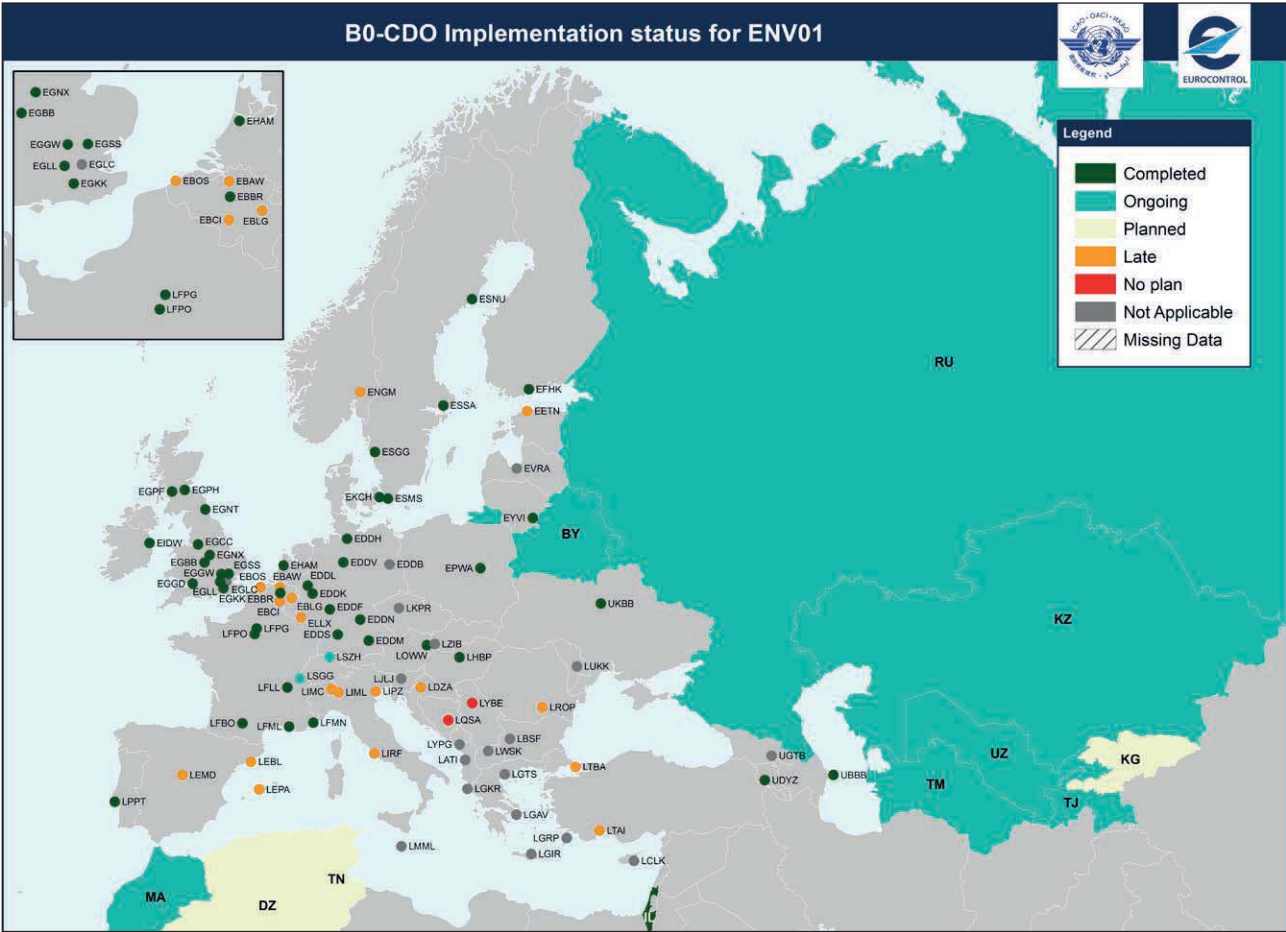 B0-CDO Implementation status for ENV01
ICAO · OACI · ИКАО
EUROCONTROL
Legend
Completed
Ongoing
Planned
Late
No plan
Not Applicable
Missing Data
EGNX
EGBB
EHAM
EGGW
EGSS
EGLL
EGLC
EGKK
EBOS
EBAW
EBBR
EBCI
EBLG
LFPG
LFPO
ESNU
RU
ENGM
EFHK
ESSA
EETN
ESGG
EVRA
EGPF
EGPH
EKCH
ESMS
EGNT
EYVI
BY
EIDW
EGCC
EDDH
EGNX
EGBB
EGSS
EHAM
EDDV
EDDB
EPWA
EGGW
EBOS
EBAW
EDDL
EGGD
EGLL
EGLC
EDDK
EGKK
EBBR
EBLG
EDDF
LKPR
UKBB
EBCI
ELLX
EDDN
KZ
LFPO
LFPG
EDDS
EDDM
LZIB
LOWW
LHBP
LSZH
LUKK
LSGG
LJLJ
LFLL
LIMC
LIML
LIPZ
LDZA
LYBE
LROP
LQSA
LFBO
LFML
LFMN
LYPG
LBSF
LWSK
UZ
UGTB
KG
LIRF
LATI
LEBL
LEMD
LTBA
LGTS
UDYZ
UBBB
TM
TJ
LEPA
LGKR
LPPT
LGAV
LTAI
LGRP
LMML
LGIR
LCLK
TN
MA
DZ
IL